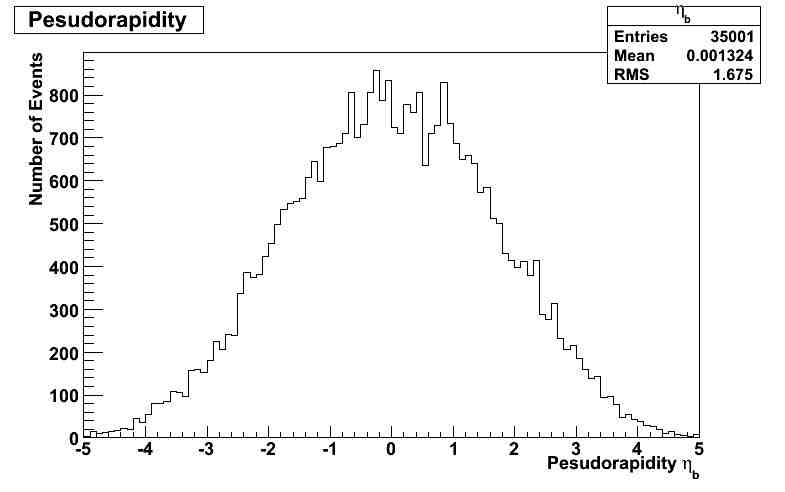 Pesudorapidity
η_b
Entries 35001
Mean 0.001324
RMS 1.675
Number of Events
800
700
600
500
400
300
200
100
0
-5 -4 -3 -2 -1 0 1 2 3 4 5
Pesudorapidity η_b